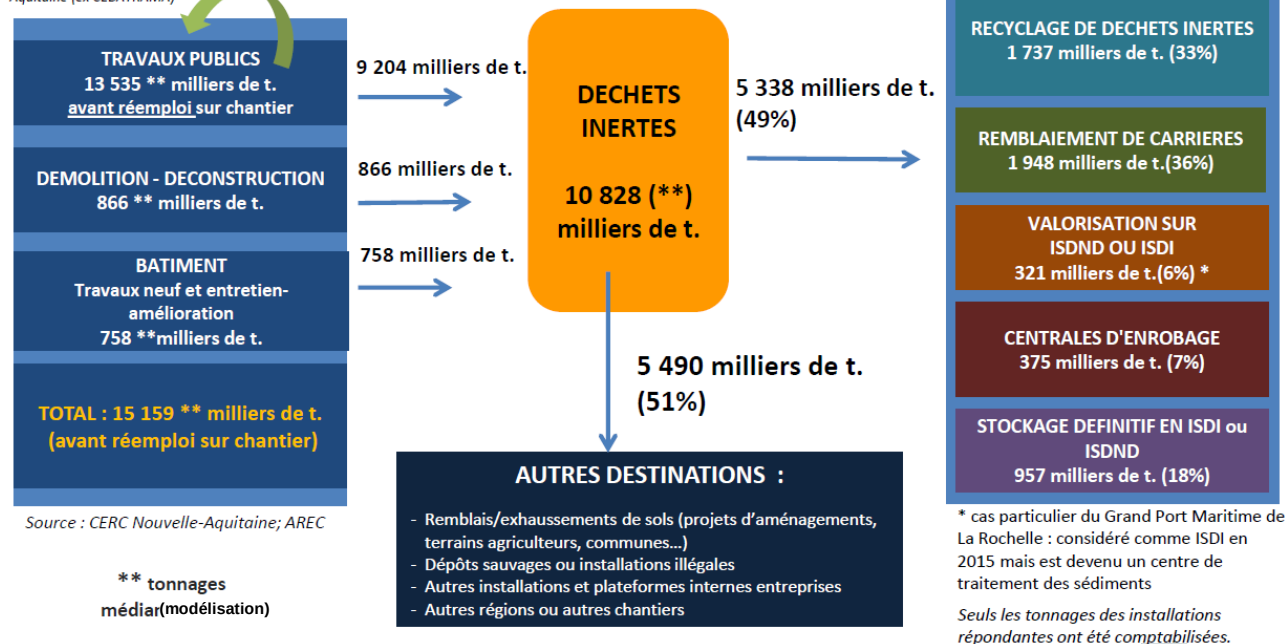 TRAVAUX PUBLICS
13 535 ** milliers de t.
avant réemploi sur chantier
DEMOLITION - DECONSTRUCTION
866 ** milliers de t.
BATIMENT
Travaux neuf et entretien-
amélioration
758 **milliers de t.
TOTAL : 15 159 ** milliers de t.
(avant réemploi sur chantier)
Source : CERC Nouvelle-Aquitaine; AREC
** tonnages
médian(modélisation)
9 204 milliers de t.
866 milliers de t.
758 milliers de t.
DECHETS
INERTES
10 828 (**)
milliers de t.
5 338 milliers de t.
(49%)
5 490 milliers de t.
(51%)
AUTRES DESTINATIONS :
- Remblais/exhaussements de sols (projets d'aménagements,
terrains agriculteurs, communes...)
- Dépôts sauvages ou installations illégales
- Autres installations et plateformes internes entreprises
- Autres régions ou autres chantiers
RECYCLAGE DE DECHETS INERTES
1 737 milliers de t. (33%)
REMBLAIEMENT DE CARRIERES
1 948 milliers de t.(36%)
VALORISATION SUR
ISDND OU ISDI
321 milliers de t.(6%) *
CENTRALES D'ENROBAGE
375 milliers de t. (7%)
STOCKAGE DEFINITIF EN ISDI ou
ISDND
957 milliers de t. (18%)
* cas particulier du Grand Port Maritime de
La Rochelle : considéré comme ISDI en
2015 mais est devenu un centre de
traitement des sédiments
Seuls les tonnages des installations
répondantes ont été comptabilisées.